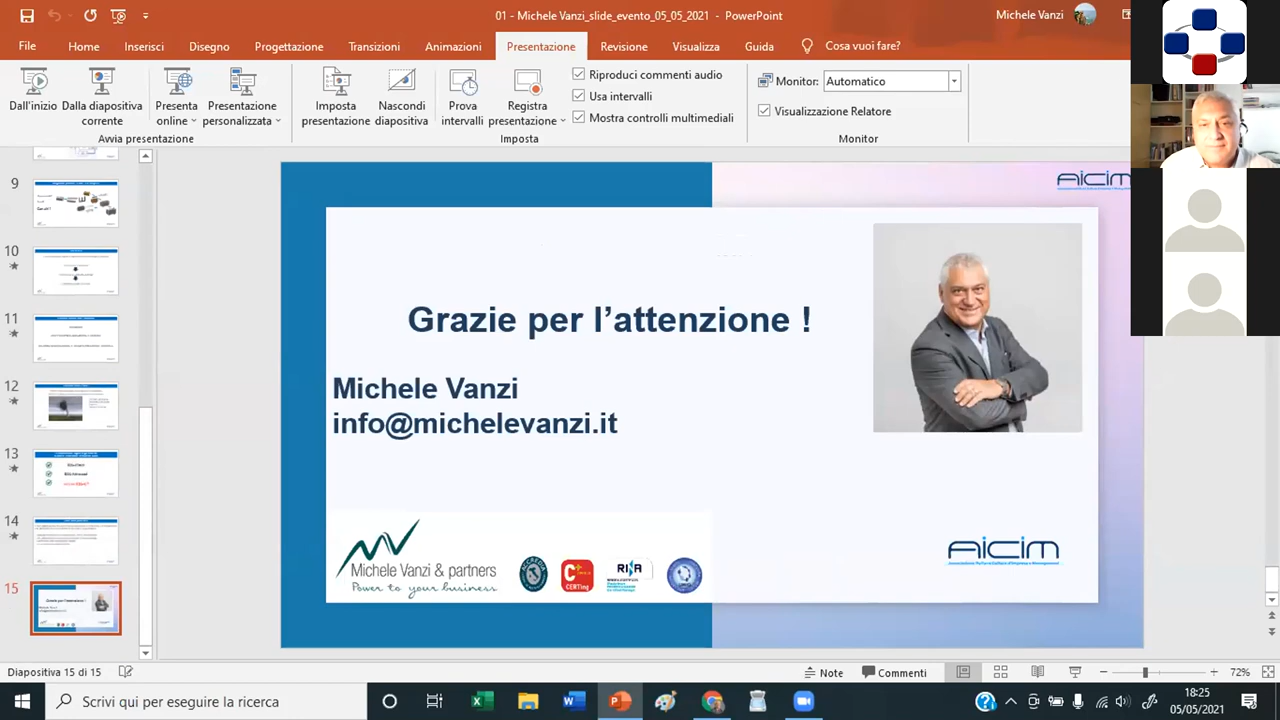 01 - Michele Vanzi_slide_evento_05_05_2021 - PowerPoint
Michele Vanzi
File Home Inserisci Disegno Progettazione Transizioni Animazioni Presentazione Revisione Visualizza Guida Cosa vuoi fare?
Dall'inizio
Dalla diapositiva corrente
Presenta online
Presentazione personalizzata
Avvia presentazione
Imposta presentazione
Nascondi diapositiva
Prova intervalli
Registra presentazione
Riproduci commenti audio
Usa intervalli
Mostra controlli multimediali
Imposta
Monitor: Automatico
Visualizzazione Relatore
Monitor
9
10
11
12
13
14
15
AICIM
Grazie per l'attenzione !
Michele Vanzi
info@michelevanzi.it
Michele Vanzi & partners
Power to your business
C+
CERTing
AICIM
Diapositiva 15 di 15
Note
Commenti
72%
Scrivi qui per eseguire la ricerca
18:25
05/05/2021